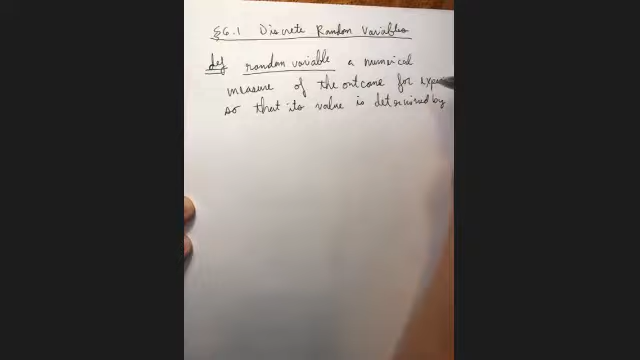 §6.1 Discrete Random Variables
def random variable a numerical
measure of the outcome for
so that its value is determined by